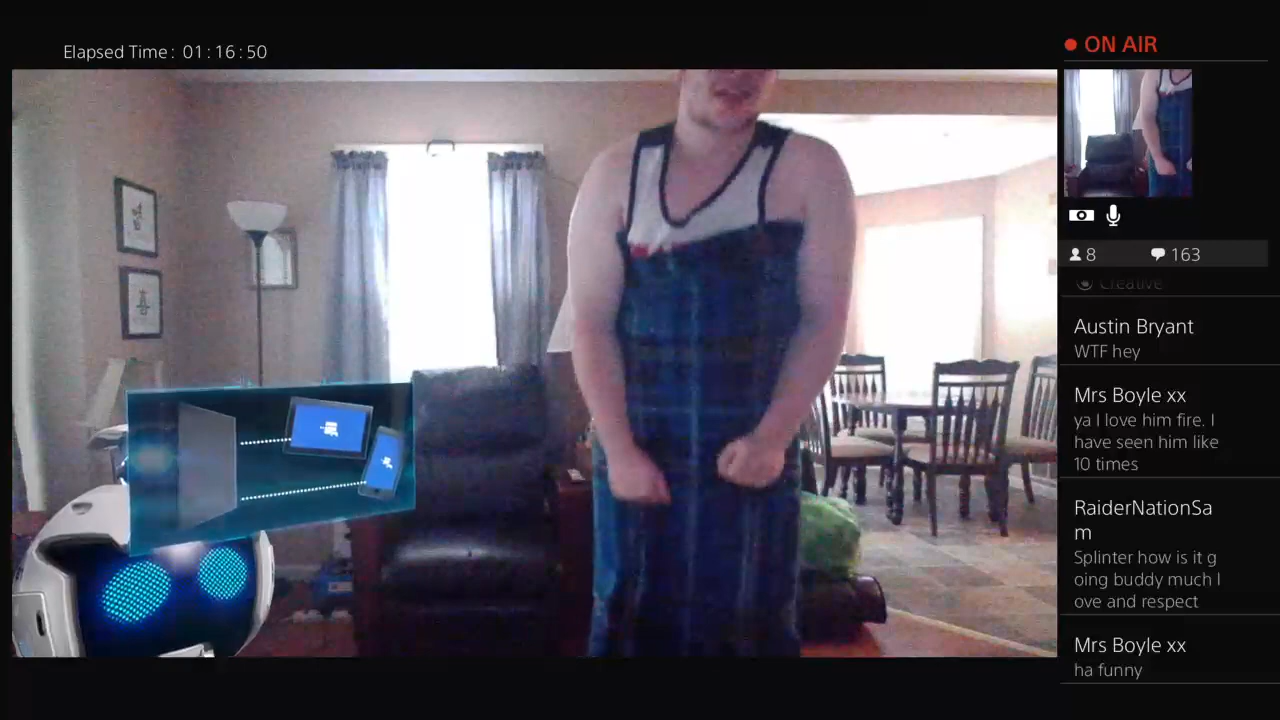 Elapsed Time: 01:16:50
ON AIR
8
163
Creative
Austin Bryant
WTF hey
Mrs Boyle xx
ya I love him fire. I
have seen him like
10 times
RaiderNationSa
m
Splinter how is it g
oing buddy much l
ove and respect
Mrs Boyle xx
ha funny